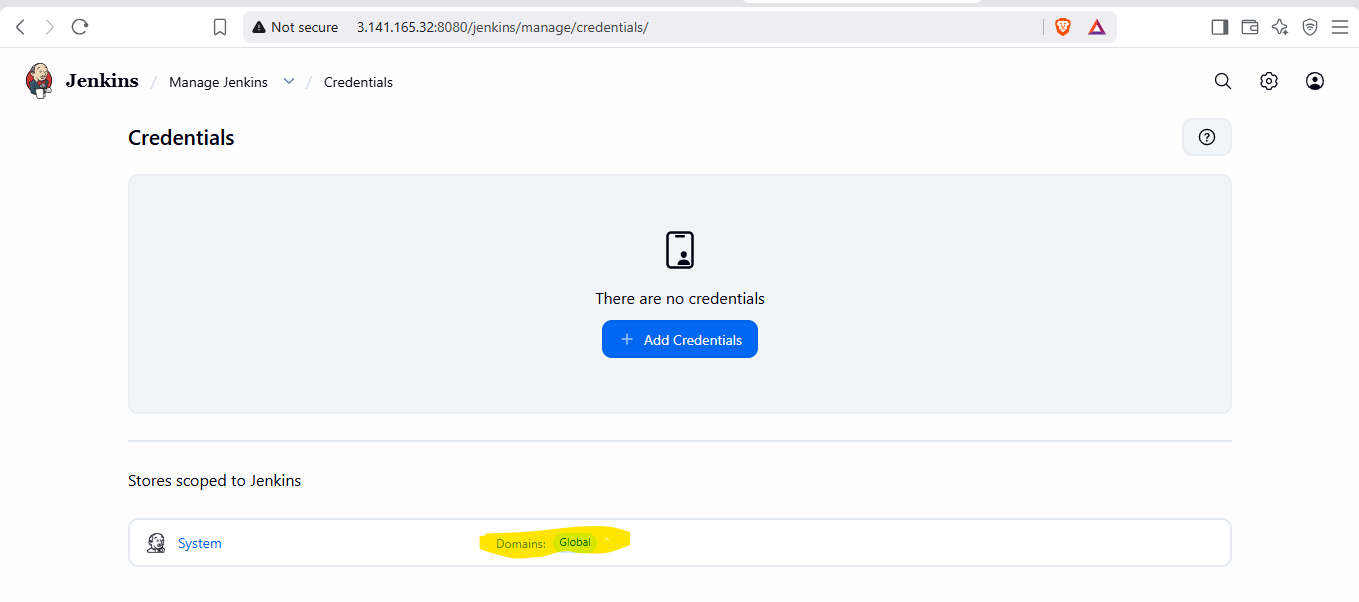 Not secure 3.141.165.32:8080/jenkins/manage/credentials/
Jenkins / Manage Jenkins / Credentials
Credentials
There are no credentials
+ Add Credentials
Stores scoped to Jenkins
System Domains: Global